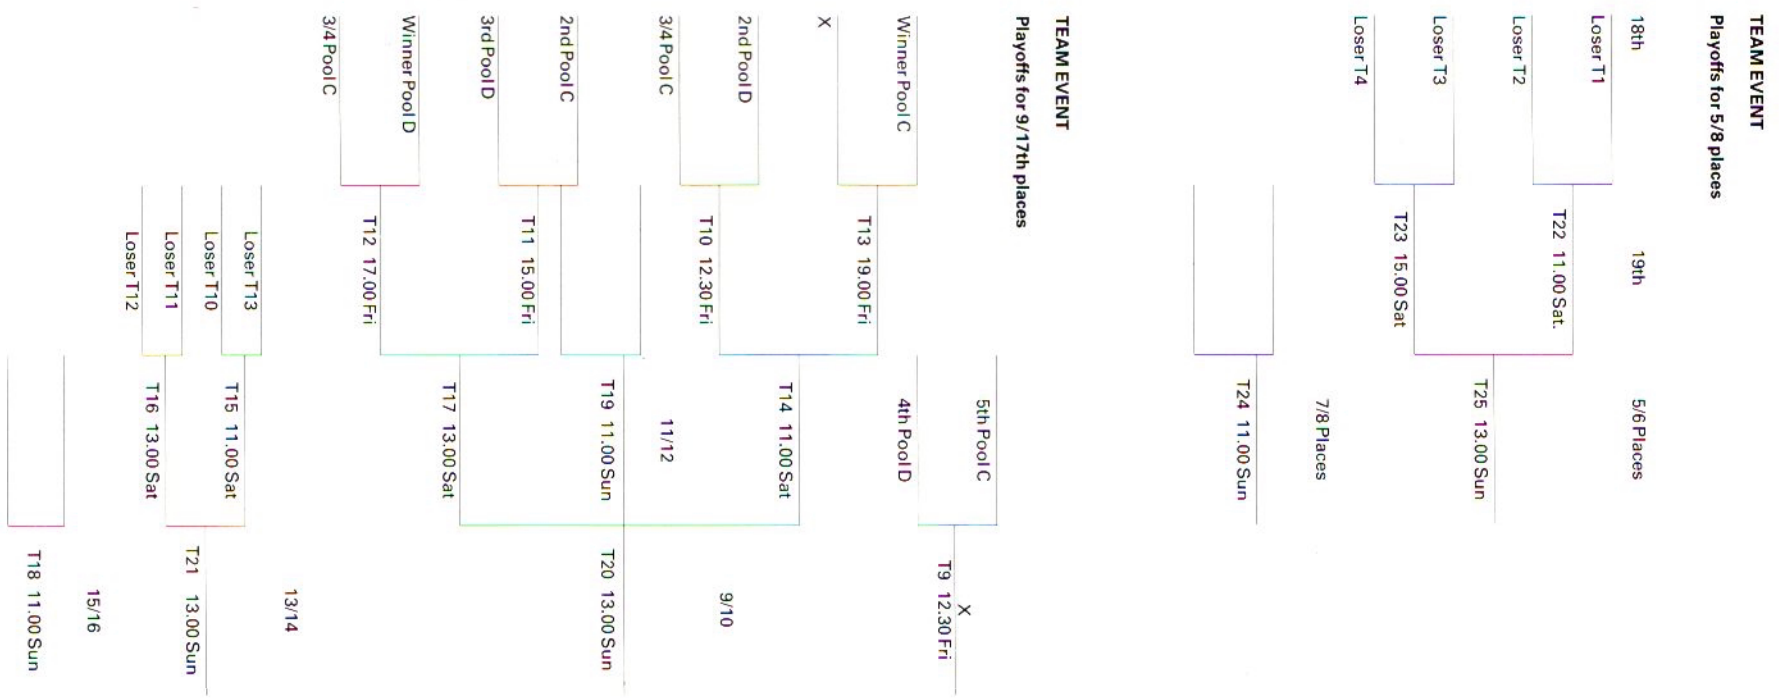 TEAM EVENT
Playoffs for 5/8 places
18th
19th
5/6 Places
Loser T1
Loser T2
T22 11.00 Sat.
Loser T3
Loser T4
T23 15.00 Sat
T25 13.00 Sun
7/8 Places
T24 11.00 Sun
TEAM EVENT
Playoffs for 9/17th places
5th Pool C
4th Pool D
X
T9 12.30 Fri
Winner Pool C
X
T13 19.00 Fri
2nd Pool D
3/4 Pool C
T10 12.30 Fri
T14 11.00 Sat
9/10
11/12
T19 11.00 Sun
T20 13.00 Sun
2nd Pool C
3rd Pool D
T11 15.00 Fri
T17 13.00 Sat
Winner Pool D
3/4 Pool C
T12 17.00 Fri
13/14
Loser T13
Loser T10
T15 11.00 Sat
Loser T11
Loser T12
T16 13.00 Sat
T21 13.00 Sun
15/16
T18 11.00 Sun